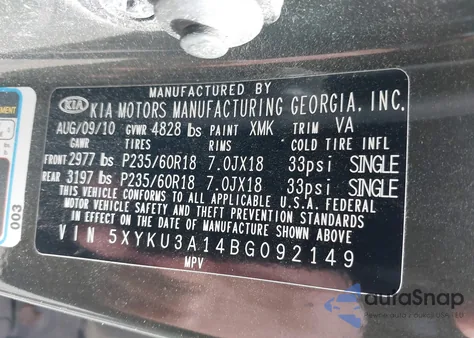 MANUFACTURED BY
KIA KIA MOTORS MANUFACTURING GEORGIA, INC.
AUG/09/10 GVWR 4828 lbs PAINT XMK TRIM VA
GAWR TIRES RIMS COLD TIRE INFL
FRONT 2977 lbs P235/60R18 7.0JX18 33psi SINGLE
REAR 3197 lbs P235/60R18 7.0JX18 33psi SINGLE
THIS VEHICLE CONFORMS TO ALL APPLICABLE U.S.A. FEDERAL
MOTOR VEHICLE SAFETY AND THEFT PREVENTION STANDARDS
IN EFFECT ON THE DATE OF MANUFACTURE SHOWN ABOVE.
VIN 5XYKU3A14BG092149
MPV
003
autoSnap